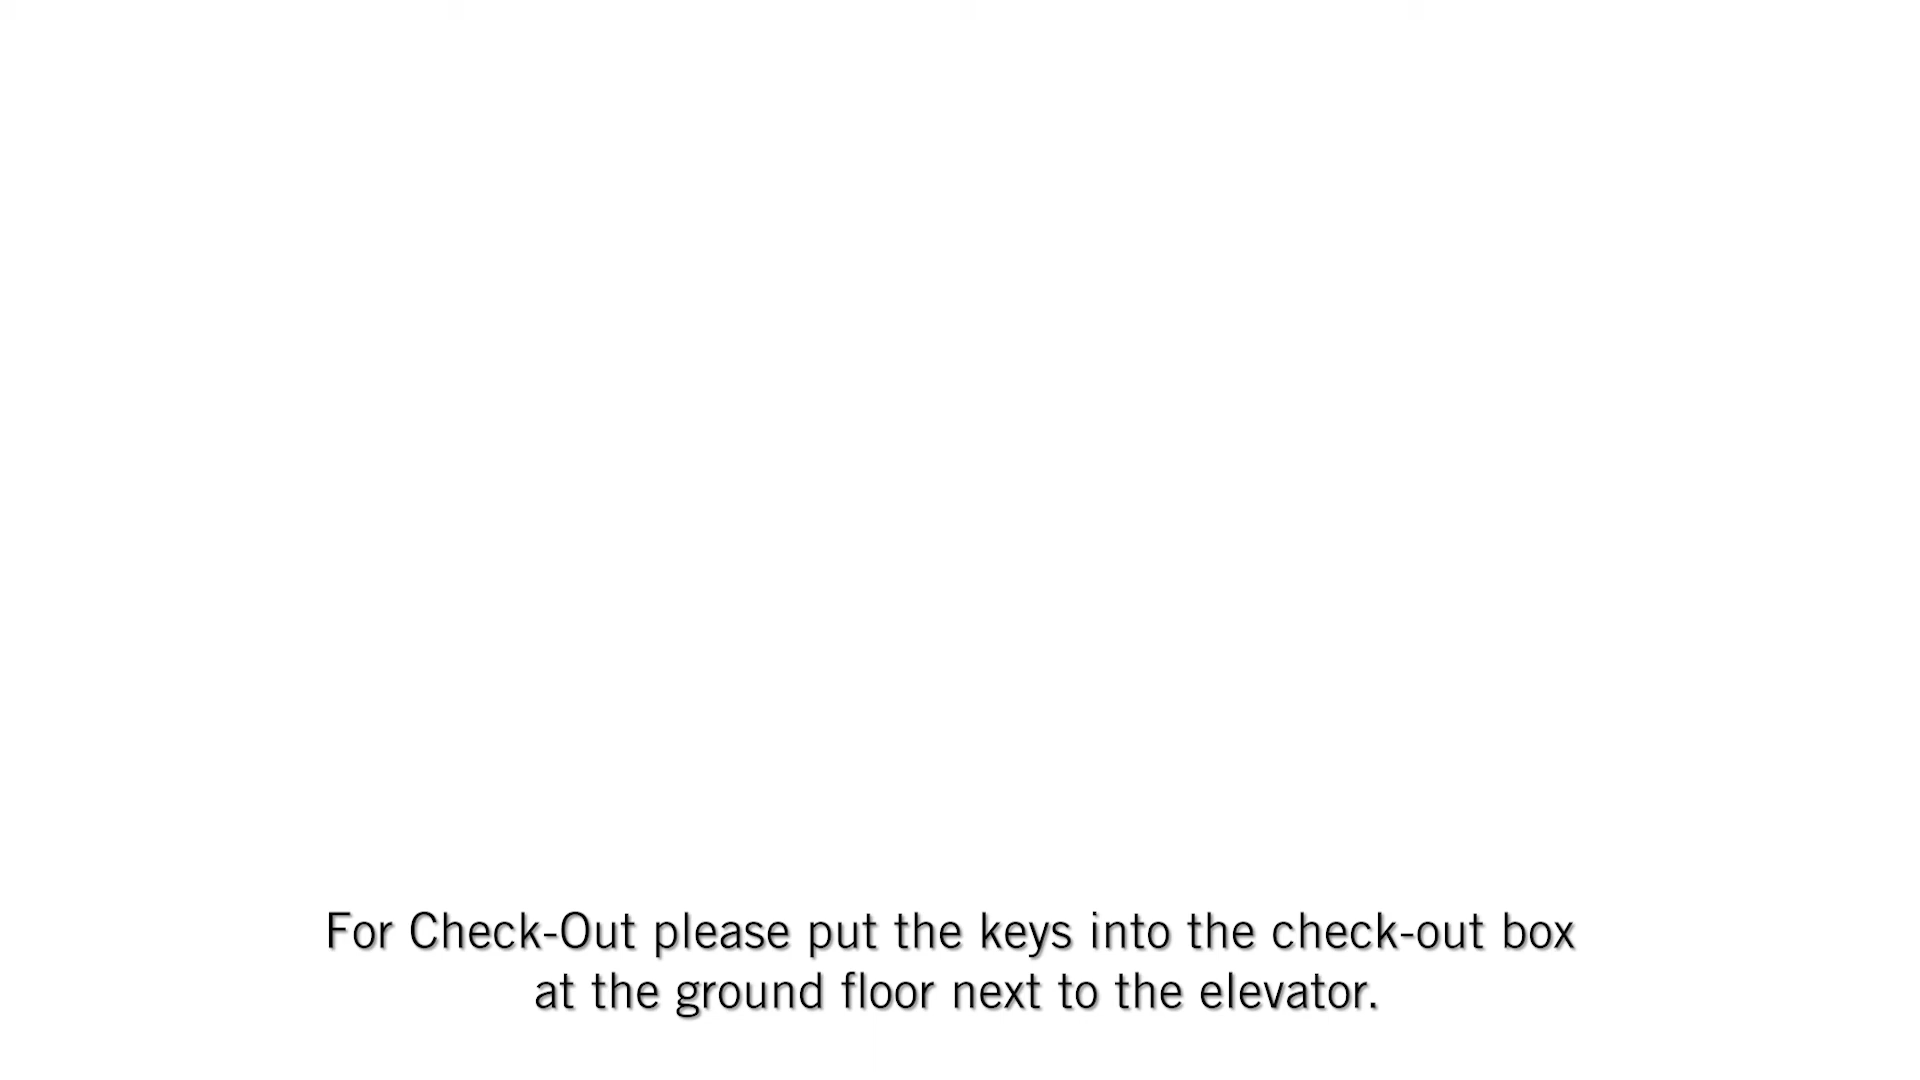 For Check-Out please put the keys into the check-out box
at the ground floor next to the elevator.